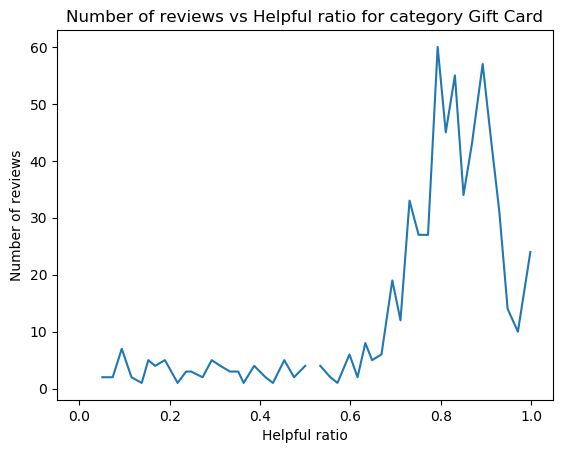 Number of reviews vs Helpful ratio for category Gift Card
60
50
40
30
20
10
0
Number of reviews
0.0 0.2 0.4 0.6 0.8 1.0
Helpful ratio